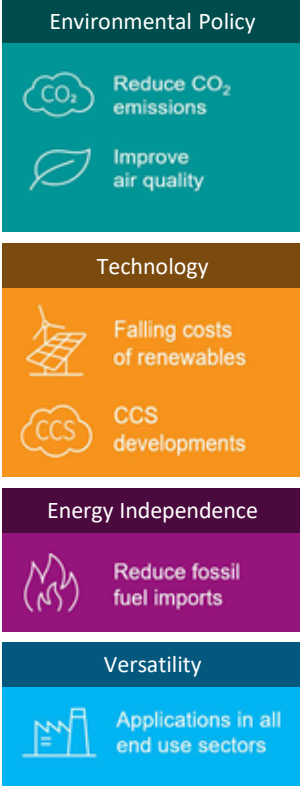 Environmental Policy
CO₂
Reduce CO₂
emissions
Improve
air quality
Technology
Falling costs
of renewables
CCS
CCS
developments
Energy Independence
Reduce fossil
fuel imports
Versatility
Applications in all
end use sectors